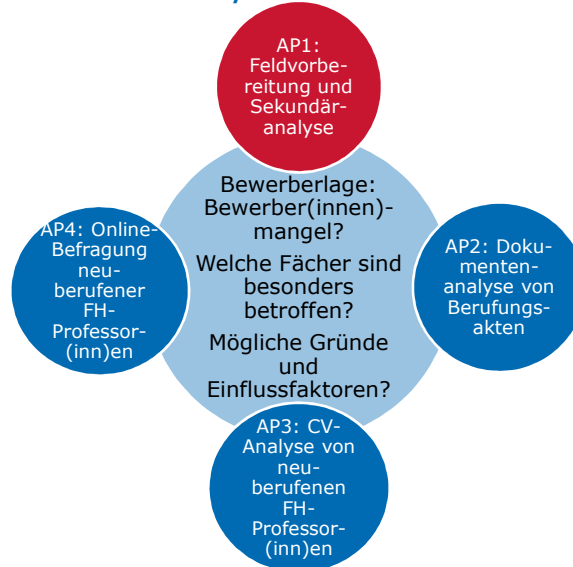 AP1:
Feldvorbe-
reitung und
Sekundär-
analyse
Bewerberlage:
Bewerber(innen)-
mangel?
Welche Fächer sind
besonders
betroffen?
Mögliche Gründe
und
Einflussfaktoren?
AP4: Online-
Befragung
neu-
berufener
FH-
Professor-
(inn)en
AP2: Doku-
menten-
analyse von
Berufungs-
akten
AP3: CV-
Analyse von
neu-
berufenen
FH-
Professor-
(inn)en